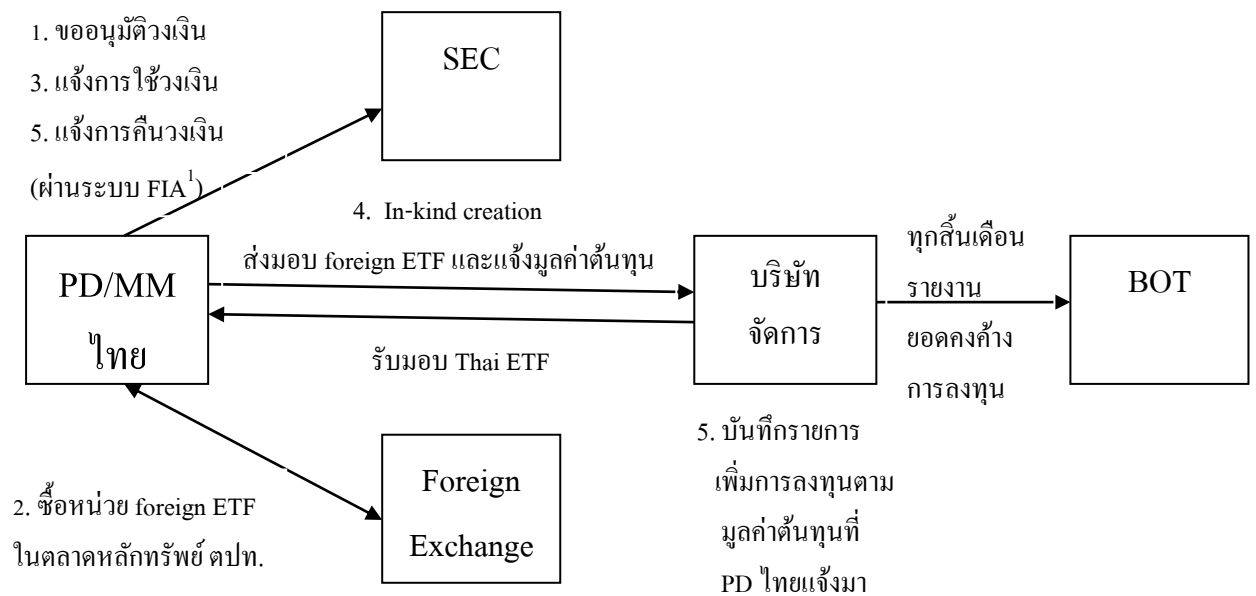 1. ขออนุมัติวงเงิน
3. แจ้งการใช้วงเงิน
5. แจ้งการคืนวงเงิน
(ผ่านระบบ FIA1)
SEC
4. In-kind creation
ส่งมอบ foreign ETF และแจ้งมูลค่าต้นทุน
PD/MM
ไทย
รับมอบ Thai ETF
บริษัท
จัดการ
ทุกสิ้นเดือน
รายงาน
ยอดคงค้าง
การลงทุน
BOT
2. ซื้อหน่วย foreign ETF
ในตลาดหลักทรัพย์ ตปท.
Foreign
Exchange
5. บันทึกรายการ
เพิ่มการลงทุนตาม
มูลค่าต้นทุนที่
PD ไทยแจ้งมา